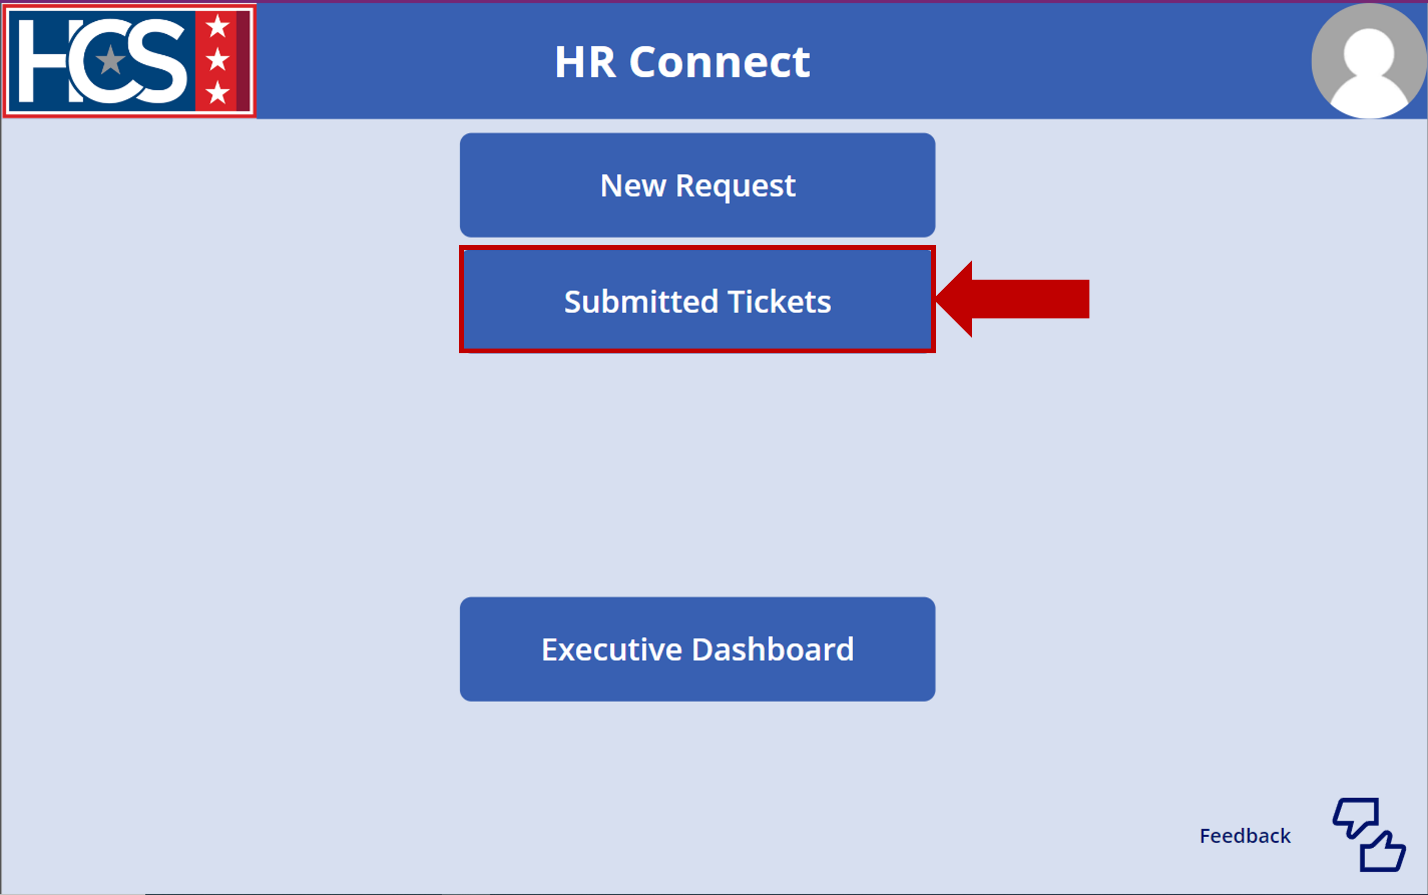 HCS
HR Connect
New Request
Submitted Tickets
Executive Dashboard
Feedback